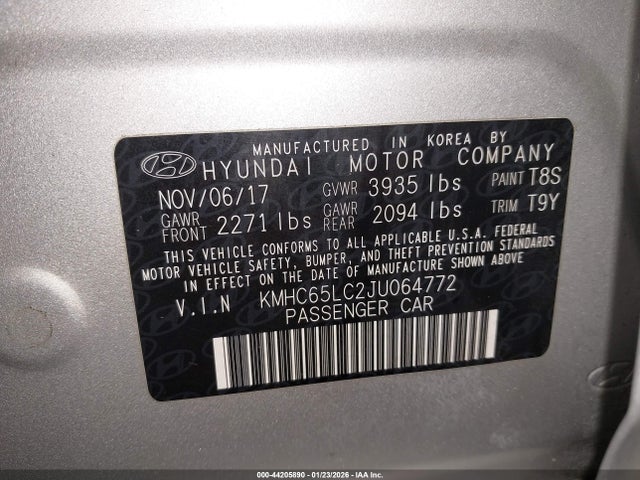 MANUFACTURED IN KOREA BY
HYUNDAI MOTOR COMPANY
NOV/06/17 GVWR 3935 lbs PAINT T8S
GAWR FRONT 2271 lbs GAWR REAR 2094 lbs TRIM T9Y
THIS VEHICLE CONFORMS TO ALL APPLICABLE U.S.A. FEDERAL
MOTOR VEHICLE SAFETY, BUMPER, AND THEFT PREVENTION STANDARDS
IN EFFECT ON THE DATE OF MANUFACTURE SHOWN ABOVE.
V.I.N KMHC65LC2JU064772
PASSENGER CAR
000-44205890 - 01/23/2026 - IAA Inc.